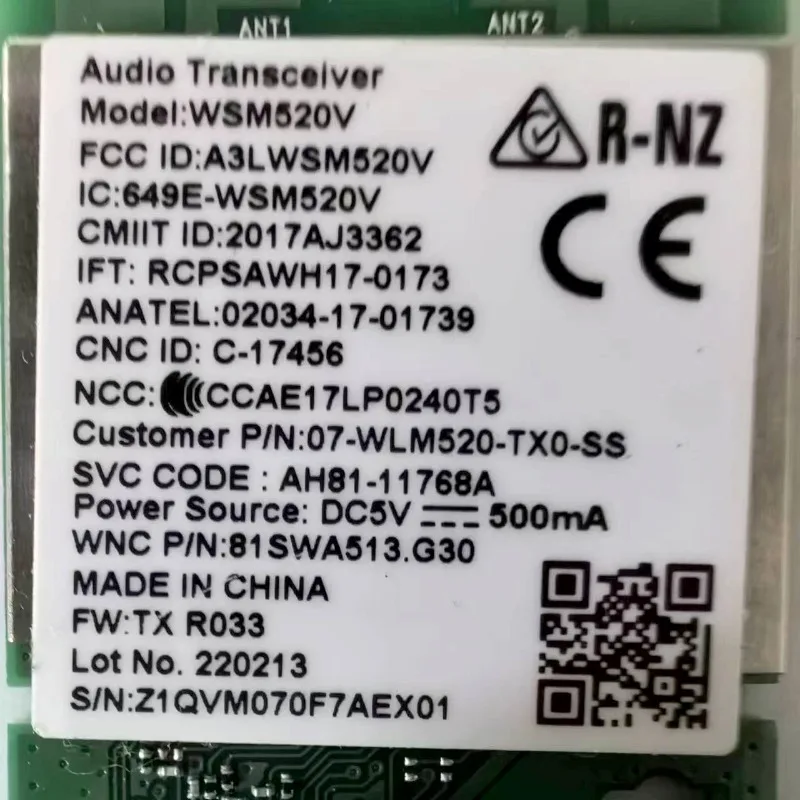 ANT1 ANT2
Audio Transceiver
Model:WSM520V
R-NZ
FCC ID:A3LWSM520V
IC:649E-WSM520V
CMIIT ID:2017AJ3362
CE
IFT: RCPSAWH17-0173
ANATEL:02034-17-01739
CNC ID: C-17456
NCC: CCAE17LP0240T5
Customer P/N:07-WLM520-TX0-SS
SVC CODE : AH81-11768A
Power Source: DC5V ⎓ 500mA
WNC P/N:81SWA513.G30
MADE IN CHINA
FW:TX R033
Lot No. 220213
S/N:Z1QVM070F7AEX01